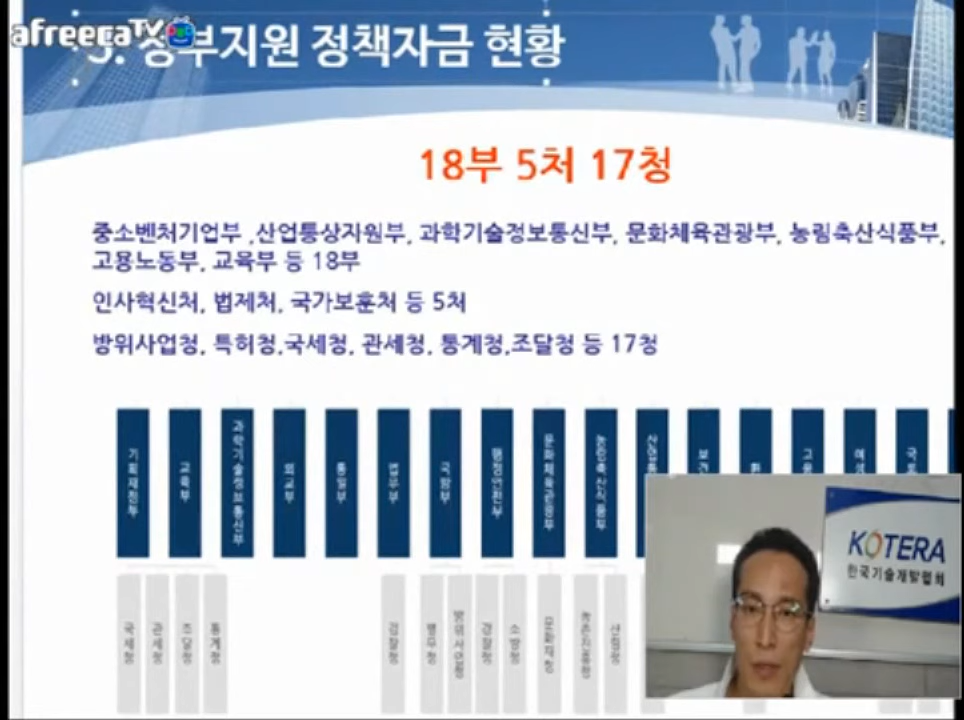 afreecaTV
부지원 정책자금 현황
18부 5처 17청
중소벤처기업부 ,산업통상자원부, 과학기술정보통신부, 문화체육관광부, 농림축산식품부,
고용노동부, 교육부 등 18부
인사혁신처, 법제처, 국가보훈처 등 5처
방위사업청, 특허청,국세청, 관세청, 통계청,조달청 등 17청
기획재정부
교육부
과학기술정보통신부
외교부
통일부
법무부
국방부
행정안전부
문화체육관광부
농림축산식품부
국세청
관세청
조달청
통계청
검찰청
병무청
방위사업청
경찰청
소방청
문화재청
농촌진흥청
산림청
KOTERA
한국기술개발협회